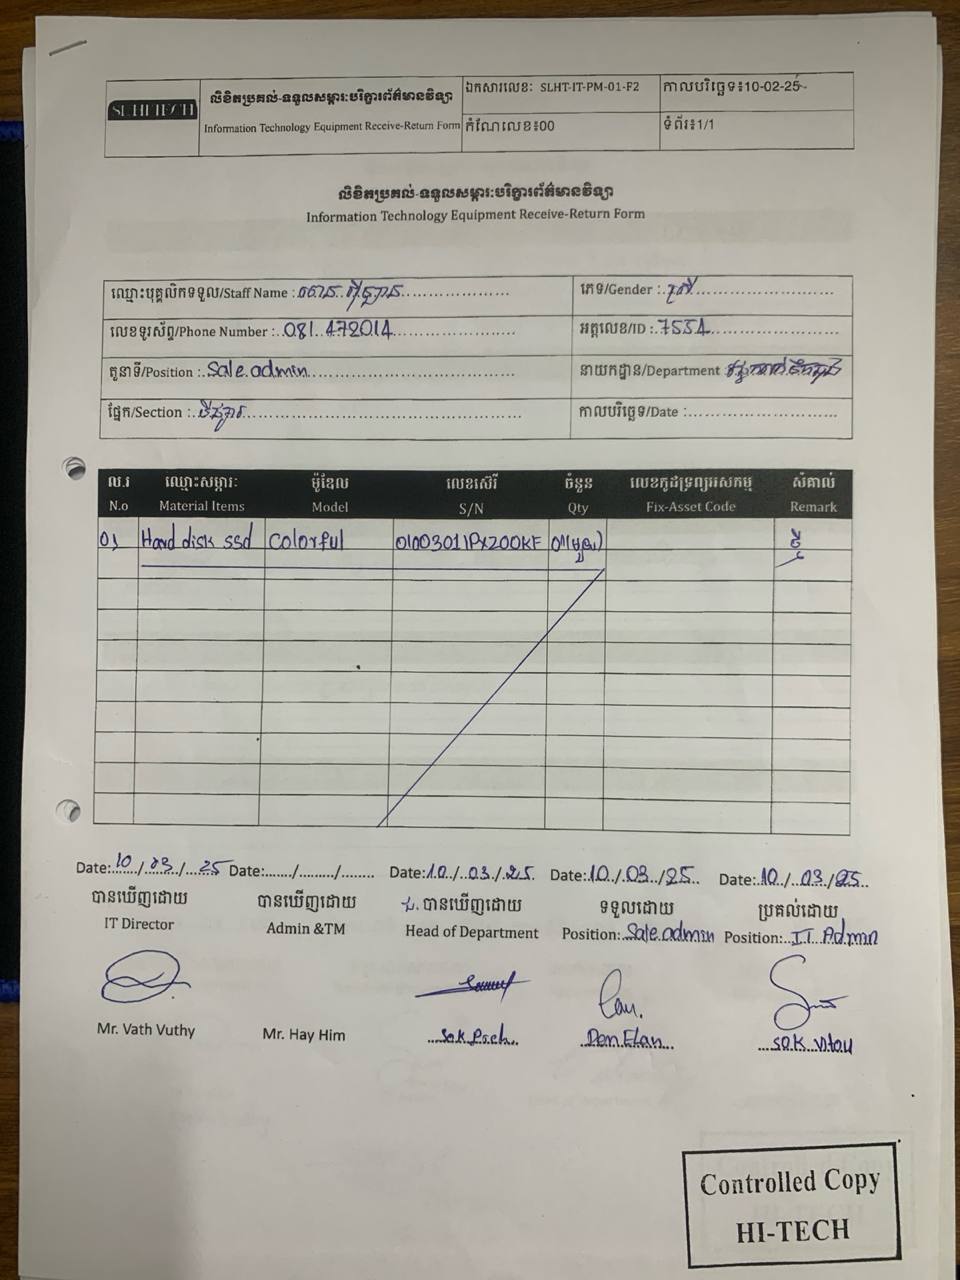 SLHI TECH
លិខិតប្រគល់-ទទួលសម្ភារៈបរិក្ខារព័ត៌មានវិទ្យា
Information Technology Equipment Receive-Return Form
ឯកសារលេខ: SLHT-IT-PM-01-F2
កាលបរិច្ឆេទ៖10-02-25
កំណែលេខ៖00
ទំព័រ៖1/1
លិខិតប្រគល់-ទទួលសម្ភារៈបរិក្ខារព័ត៌មានវិទ្យា
Information Technology Equipment Receive-Return Form
ឈ្មោះបុគ្គលិកទទួល/Staff Name :
ភេទ/Gender :
លេខទូរស័ព្ទ/Phone Number : 081 472014
អត្តលេខ/ID : 7554
តួនាទី/Position : Sale admin
នាយកដ្ឋាន/Department
ផ្នែក/Section :
កាលបរិច្ឆេទ/Date :
ល.រ ឈ្មោះសម្ភារៈ ម៉ូឌែល លេខស៊េរី ចំនួន លេខកូដទ្រព្យអសកម្ម សំគាល់
N.o Material Items Model S/N Qty Fix-Asset Code Remark
01 Hard disk ssd Colorful 01003011PX200KF 01(មួយ) ថ្មី
Date: 10/03/25 Date:....../........./........ Date: 10/03/25 Date: 10/03/25 Date: 10/03/25
បានឃើញដោយ បានឃើញដោយ បានឃើញដោយ ទទួលដោយ ប្រគល់ដោយ
IT Director Admin &TM Head of Department Position: Sale admin Position: IT Admin
Mr. Vath Vuthy Mr. Hay Him Sok Pech Den Elan Sok Vitou
Controlled Copy
HI-TECH